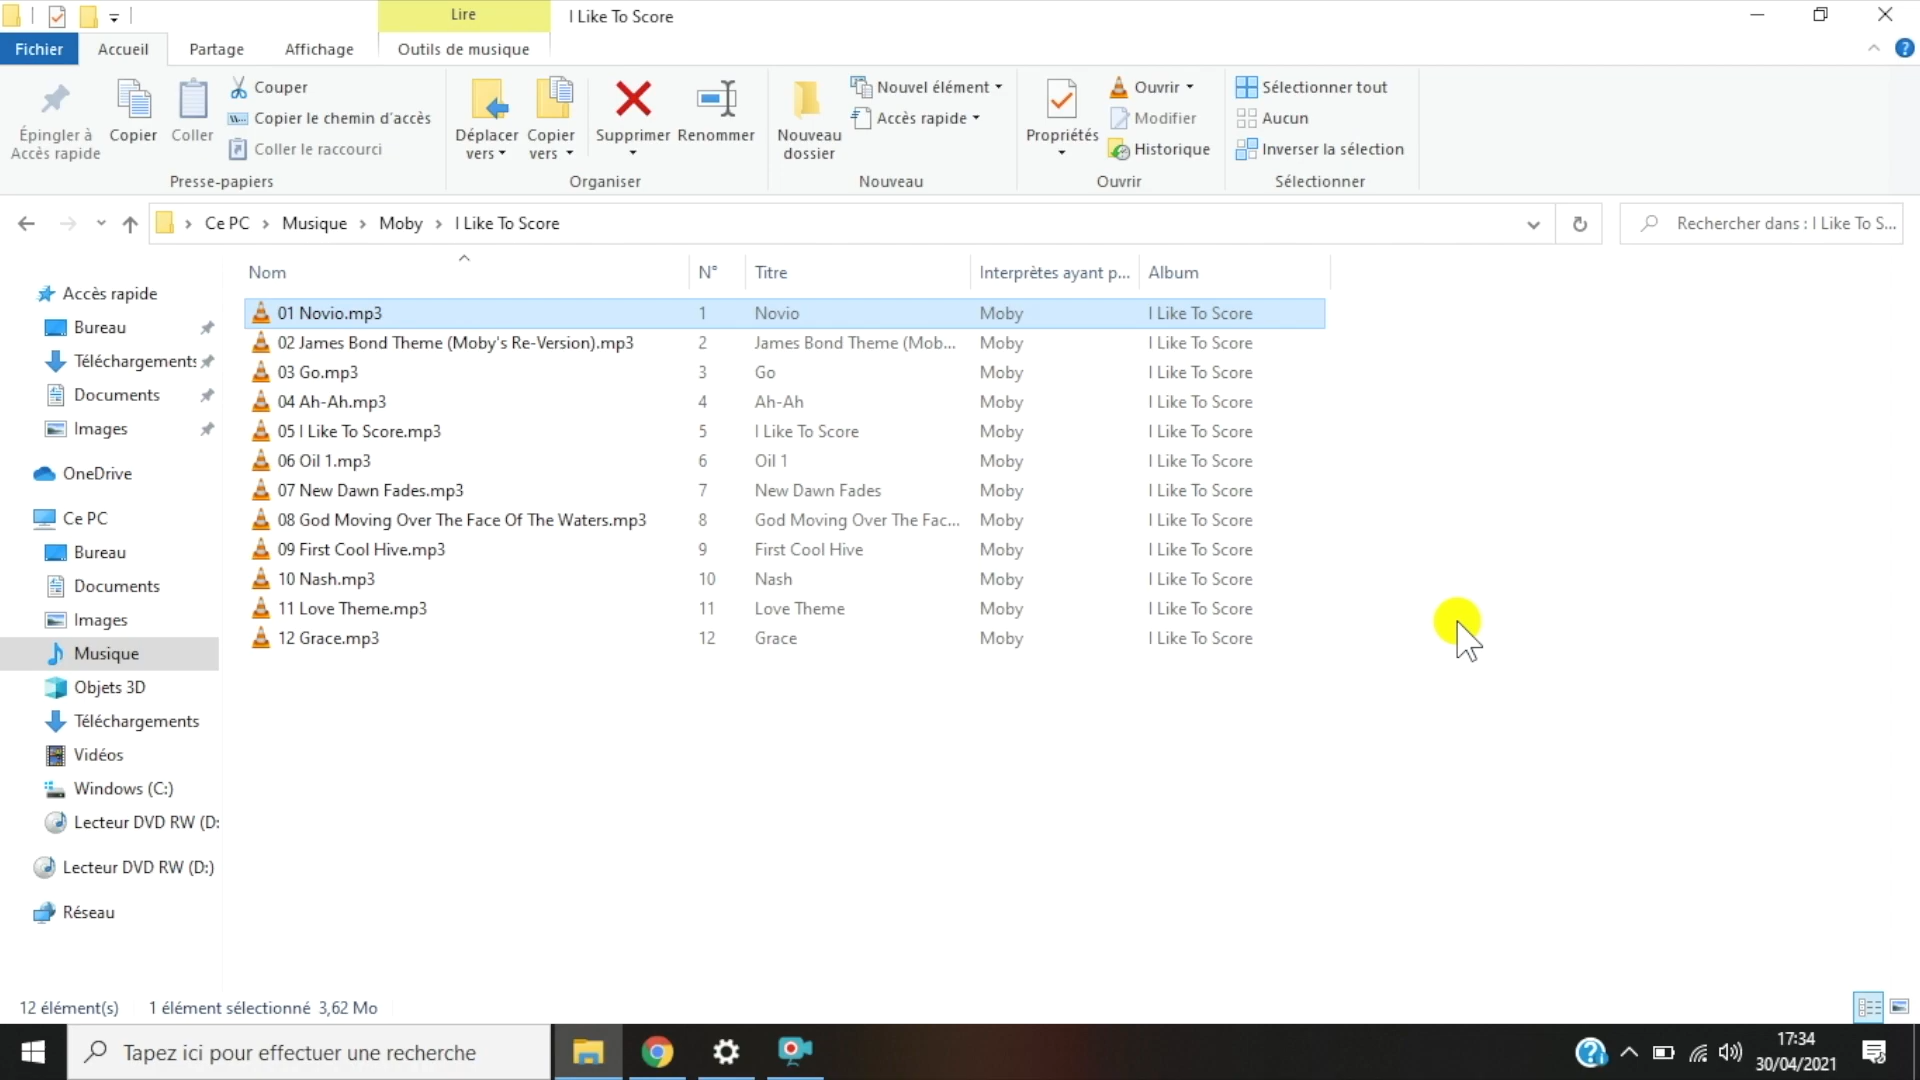 Lire
I Like To Score
Fichier Accueil Partage Affichage Outils de musique
Épingler à Accès rapide
Copier
Coller
Couper
Copier le chemin d'accès
Coller le raccourci
Presse-papiers
Déplacer vers
Copier vers
Supprimer
Renommer
Organiser
Nouveau dossier
Nouvel élément
Accès rapide
Nouveau
Propriétés
Ouvrir
Modifier
Historique
Ouvrir
Sélectionner tout
Aucun
Inverser la sélection
Sélectionner
Ce PC Musique Moby I Like To Score
Rechercher dans : I Like To S...
Accès rapide
Bureau
Téléchargements
Documents
Images
OneDrive
Ce PC
Bureau
Documents
Images
Musique
Objets 3D
Téléchargements
Vidéos
Windows (C:)
Lecteur DVD RW (D:
Lecteur DVD RW (D:)
Réseau
Nom N° Titre Interprètes ayant p... Album
01 Novio.mp3 1 Novio Moby I Like To Score
02 James Bond Theme (Moby's Re-Version).mp3 2 James Bond Theme (Mob... Moby I Like To Score
03 Go.mp3 3 Go Moby I Like To Score
04 Ah-Ah.mp3 4 Ah-Ah Moby I Like To Score
05 I Like To Score.mp3 5 I Like To Score Moby I Like To Score
06 Oil 1.mp3 6 Oil 1 Moby I Like To Score
07 New Dawn Fades.mp3 7 New Dawn Fades Moby I Like To Score
08 God Moving Over The Face Of The Waters.mp3 8 God Moving Over The Fac... Moby I Like To Score
09 First Cool Hive.mp3 9 First Cool Hive Moby I Like To Score
10 Nash.mp3 10 Nash Moby I Like To Score
11 Love Theme.mp3 11 Love Theme Moby I Like To Score
12 Grace.mp3 12 Grace Moby I Like To Score
12 élément(s) 1 élément sélectionné 3,62 Mo
Tapez ici pour effectuer une recherche
17:34
30/04/2021